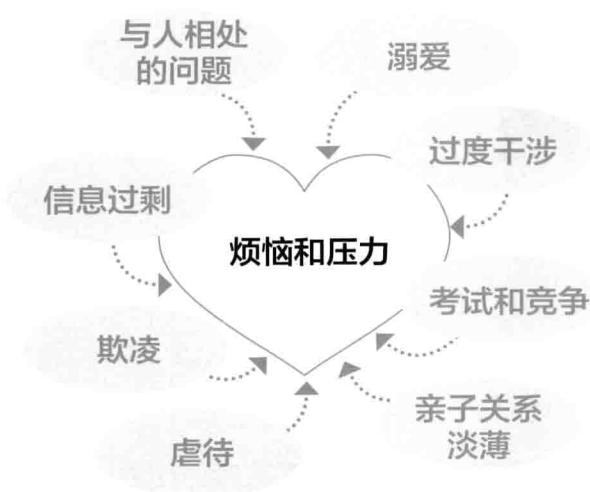 与人相处
的问题
溺爱
过度干涉
信息过剩
烦恼和压力
考试和竞争
欺凌
亲子关系
淡薄
虐待